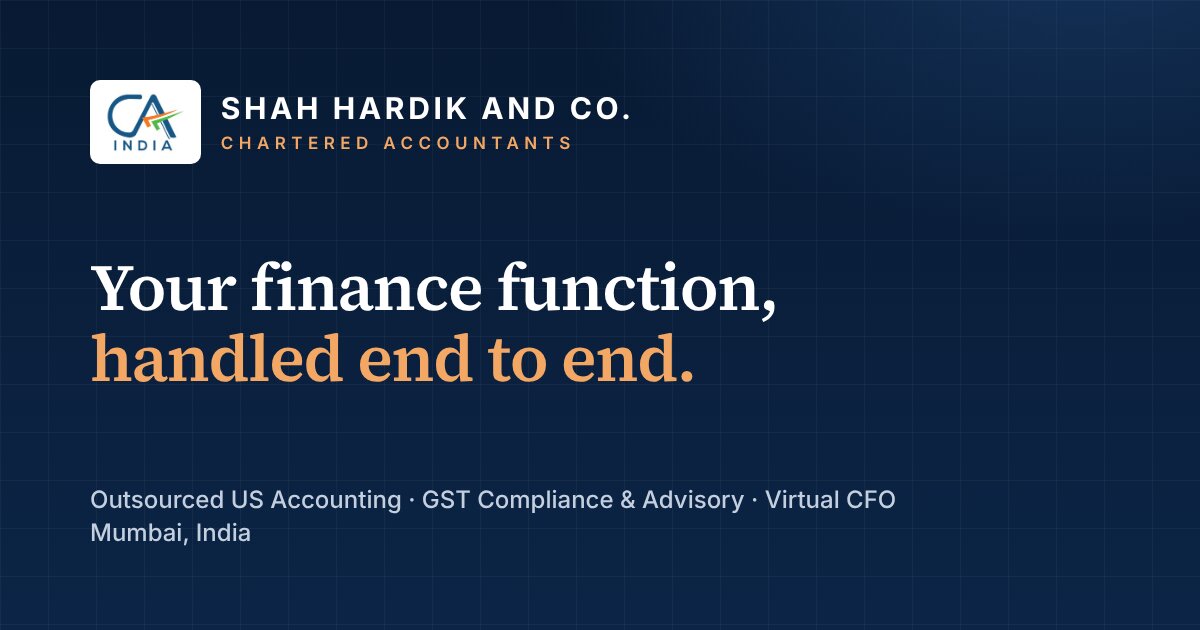 CA
INDIA
SHAH HARDIK AND CO.
CHARTERED ACCOUNTANTS
Your finance function,
handled end to end.
Outsourced US Accounting · GST Compliance & Advisory · Virtual CFO
Mumbai, India